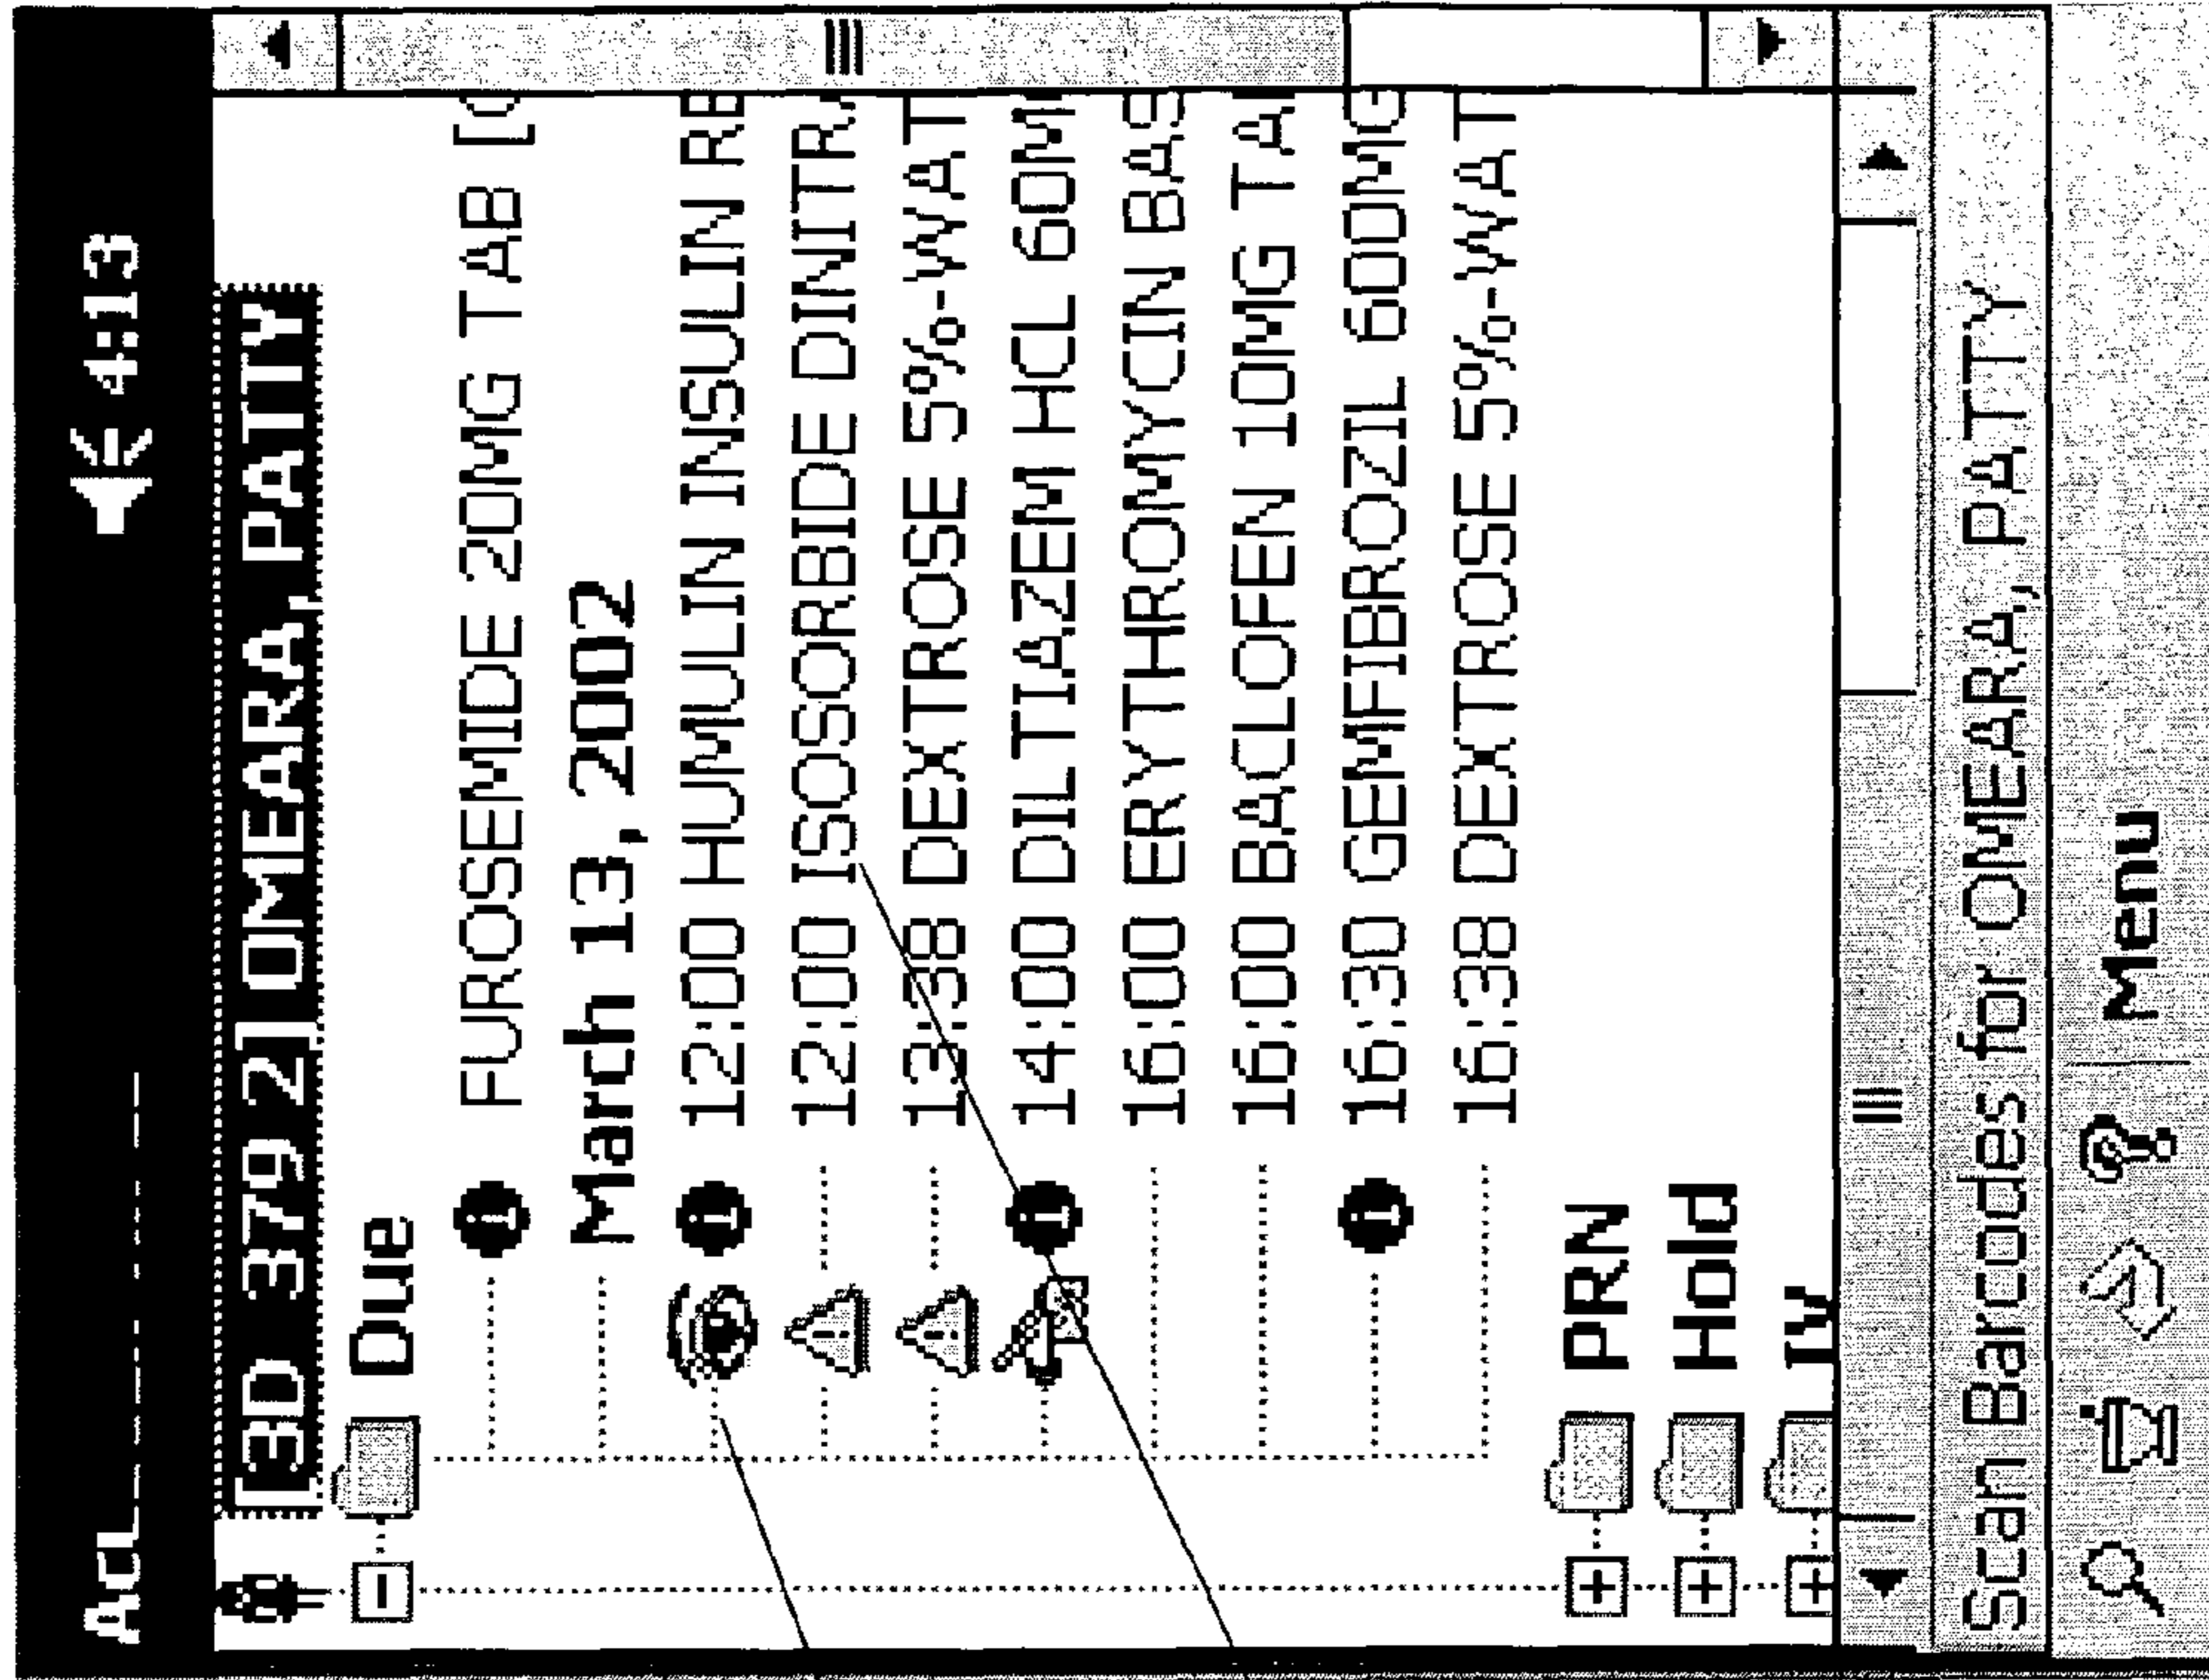 4:13
[3D 379 2] OMEARA, PATTY
Due
FUROSEMIDE 20MG TAB
March 13, 2002
12:00 HUMULIN INSULIN
12:00 ISOSORBIDE DINITRA
13:38 DEXTROSE 5%-WAT
14:00 DILTIAZEM HCL 60M
16:00 ERYTHROMYCIN BAS
16:00 BACLOFEN 10MG TA
16:30 GEMFIBROZIL 600MG
16:38 DEXTROSE 5%-WAT
PRN
Hold
IV
Scan Barcodes for OMEARA, PATTY
Menu